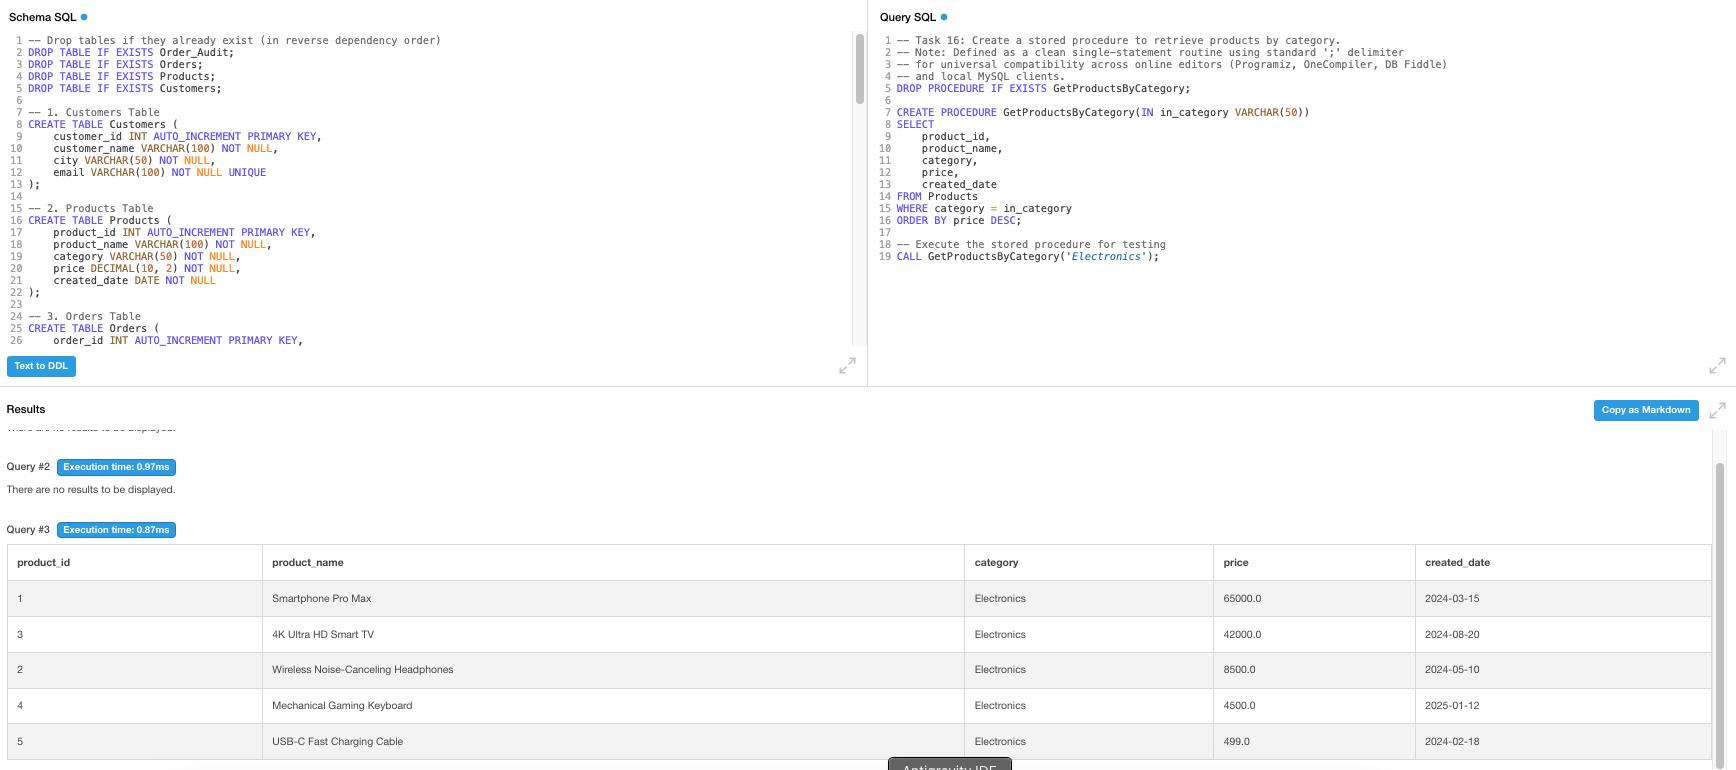 Schema SQL
1 -- Drop tables if they already exist (in reverse dependency order)
2 DROP TABLE IF EXISTS Order_Audit;
3 DROP TABLE IF EXISTS Orders;
4 DROP TABLE IF EXISTS Products;
5 DROP TABLE IF EXISTS Customers;
6
7 -- 1. Customers Table
8 CREATE TABLE Customers (
9     customer_id INT AUTO_INCREMENT PRIMARY KEY,
10     customer_name VARCHAR(100) NOT NULL,
11     city VARCHAR(50) NOT NULL,
12     email VARCHAR(100) NOT NULL UNIQUE
13 );
14
15 -- 2. Products Table
16 CREATE TABLE Products (
17     product_id INT AUTO_INCREMENT PRIMARY KEY,
18     product_name VARCHAR(100) NOT NULL,
19     category VARCHAR(50) NOT NULL,
20     price DECIMAL(10, 2) NOT NULL,
21     created_date DATE NOT NULL
22 );
23
24 -- 3. Orders Table
25 CREATE TABLE Orders (
26     order_id INT AUTO_INCREMENT PRIMARY KEY,
Text to DDL
Query SQL
1 -- Task 16: Create a stored procedure to retrieve products by category.
2 -- Note: Defined as a clean single-statement routine using standard ';' delimiter
3 -- for universal compatibility across online editors (Programiz, OneCompiler, DB Fiddle)
4 -- and local MySQL clients.
5 DROP PROCEDURE IF EXISTS GetProductsByCategory;
6
7 CREATE PROCEDURE GetProductsByCategory(IN in_category VARCHAR(50))
8 SELECT
9     product_id,
10     product_name,
11     category,
12     price,
13     created_date
14 FROM Products
15 WHERE category = in_category
16 ORDER BY price DESC;
17
18 -- Execute the stored procedure for testing
19 CALL GetProductsByCategory('Electronics');
Results
Copy as Markdown
There are no results to be displayed.
Query #2 Execution time: 0.97ms
There are no results to be displayed.
Query #3 Execution time: 0.87ms
product_id product_name category price created_date
1 Smartphone Pro Max Electronics 65000.0 2024-03-15
3 4K Ultra HD Smart TV Electronics 42000.0 2024-08-20
2 Wireless Noise-Canceling Headphones Electronics 8500.0 2024-05-10
4 Mechanical Gaming Keyboard Electronics 4500.0 2025-01-12
5 USB-C Fast Charging Cable Electronics 499.0 2024-02-18
Antigravity IDE